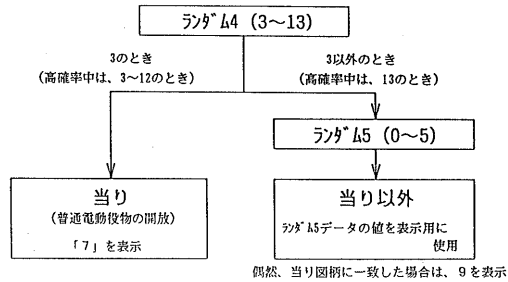 ﾗﾝﾀﾞﾑ4 (3～13)
3のとき
(高確率中は、3～12のとき)
3以外のとき
(高確率中は、13のとき)
ﾗﾝﾀﾞﾑ5 (0～5)
当り
(普通電動役物の開放)
「7」を表示
当り以外
ﾗﾝﾀﾞﾑ5データの値を表示用に
使用
偶然、当り図柄に一致した場合は、9を表示